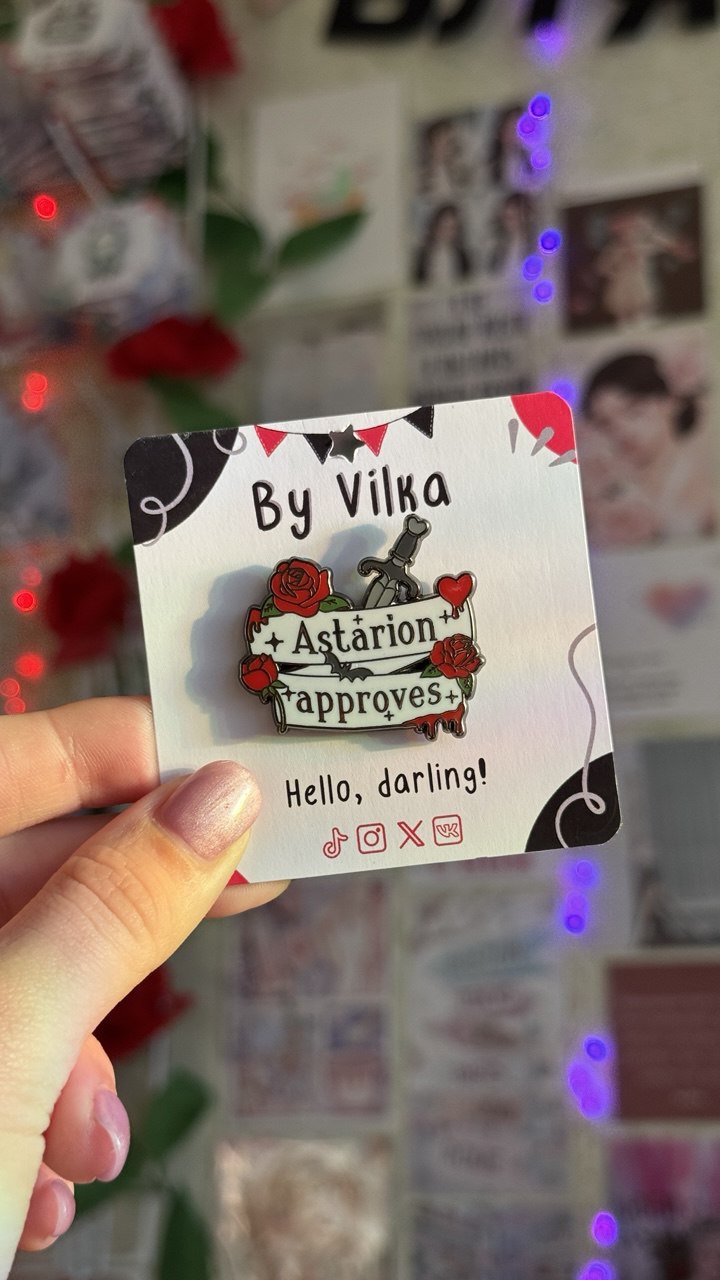 By Vilka
Astarion
approves
Hello, darling!